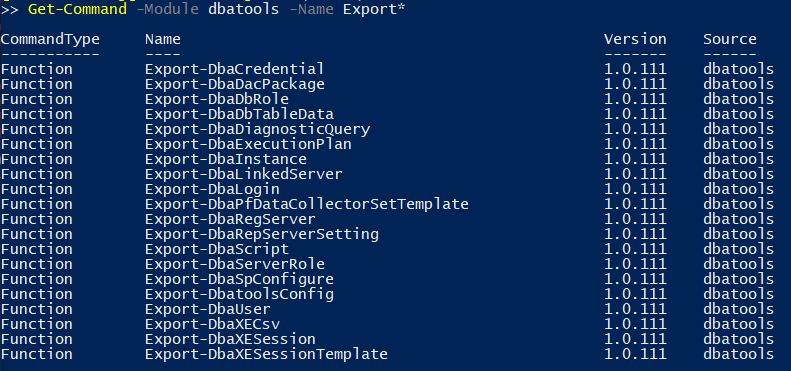 >> Get-Command -Module dbatools -Name Export*
CommandType     Name                                               Version    Source
-----------     ----                                               -------    ------
Function        Export-DbaCredential                               1.0.111    dbatools
Function        Export-DbaDacPackage                               1.0.111    dbatools
Function        Export-DbaDbRole                                   1.0.111    dbatools
Function        Export-DbaDbTableData                              1.0.111    dbatools
Function        Export-DbaDiagnosticQuery                          1.0.111    dbatools
Function        Export-DbaExecutionPlan                            1.0.111    dbatools
Function        Export-DbaInstance                                 1.0.111    dbatools
Function        Export-DbaLinkedServer                             1.0.111    dbatools
Function        Export-DbaLogin                                    1.0.111    dbatools
Function        Export-DbaPfDataCollectorSetTemplate               1.0.111    dbatools
Function        Export-DbaRegServer                                1.0.111    dbatools
Function        Export-DbaRepServerSetting                         1.0.111    dbatools
Function        Export-DbaScript                                   1.0.111    dbatools
Function        Export-DbaServerRole                               1.0.111    dbatools
Function        Export-DbaSpConfigure                              1.0.111    dbatools
Function        Export-DbatoolsConfig                              1.0.111    dbatools
Function        Export-DbaUser                                     1.0.111    dbatools
Function        Export-DbaXECsv                                    1.0.111    dbatools
Function        Export-DbaXESession                                1.0.111    dbatools
Function        Export-DbaXESessionTemplate                        1.0.111    dbatools